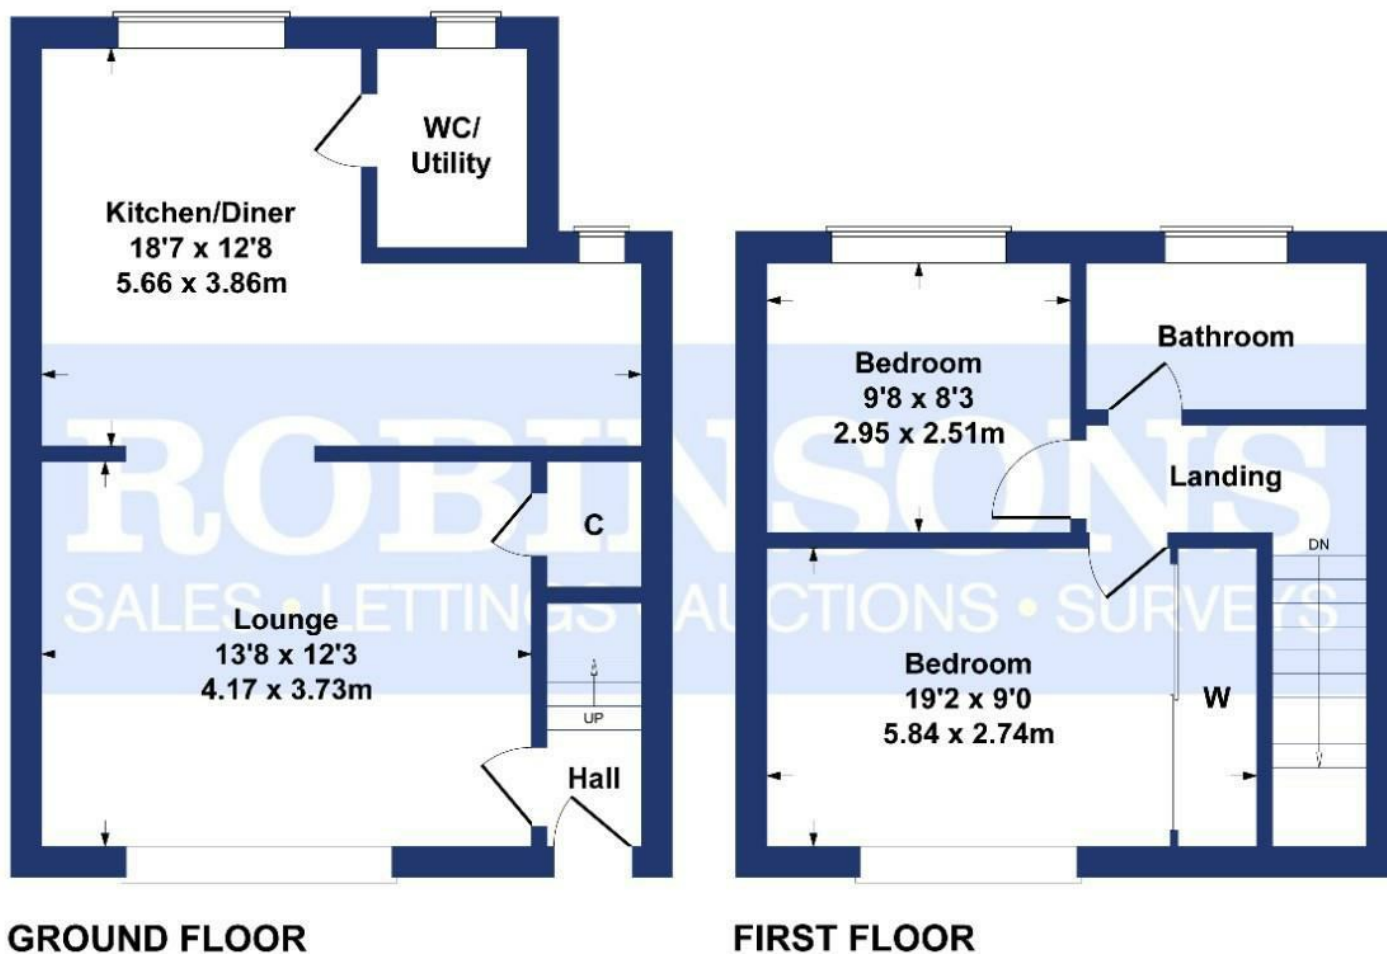 WC/
Utility
Kitchen/Diner
18'7 x 12'8
5.66 x 3.86m
C
Lounge
13'8 x 12'3
4.17 x 3.73m
UP
Hall
GROUND FLOOR
Bathroom
Bedroom
9'8 x 8'3
2.95 x 2.51m
Landing
DN
Bedroom
19'2 x 9'0
5.84 x 2.74m
W
FIRST FLOOR
ROBINSONS
SALES • LETTINGS • AUCTIONS • SURVEYS